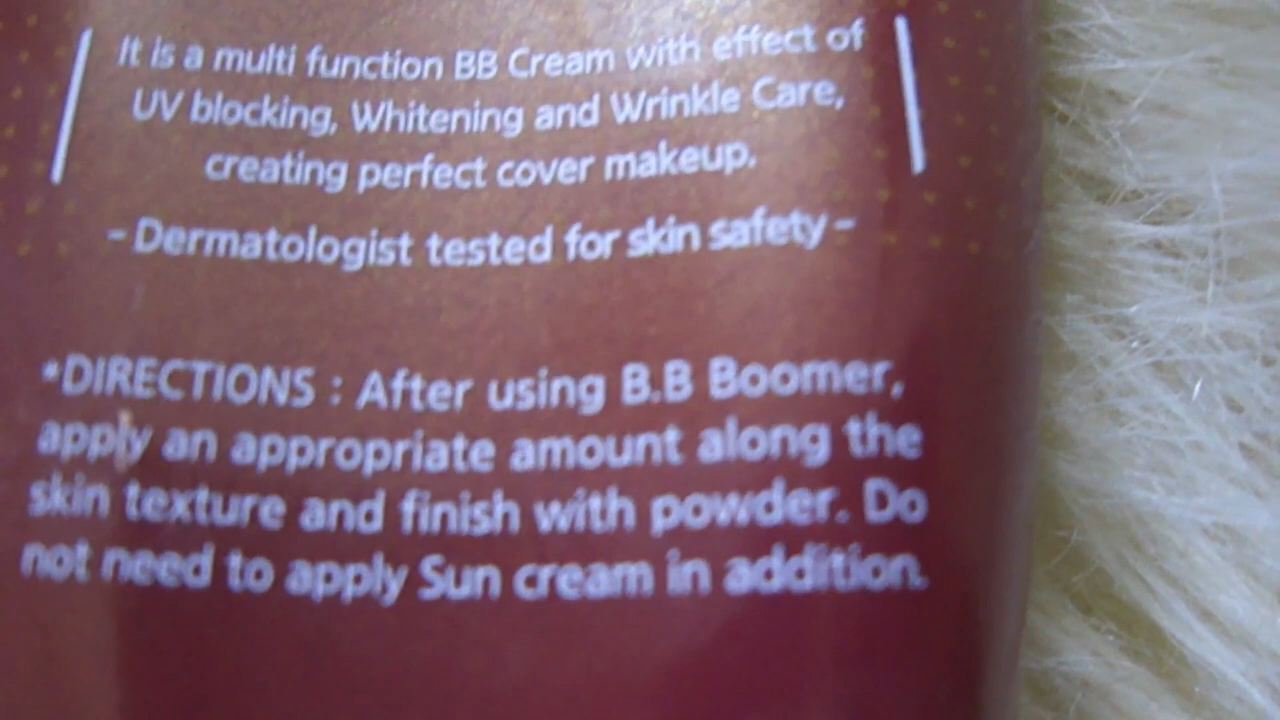 It is a multi function BB Cream with effect of
UV blocking, Whitening and Wrinkle Care,
creating perfect cover makeup.
-Dermatologist tested for skin safety-
*DIRECTIONS : After using B.B Boomer,
apply an appropriate amount along the
skin texture and finish with powder. Do
not need to apply Sun cream in addition.